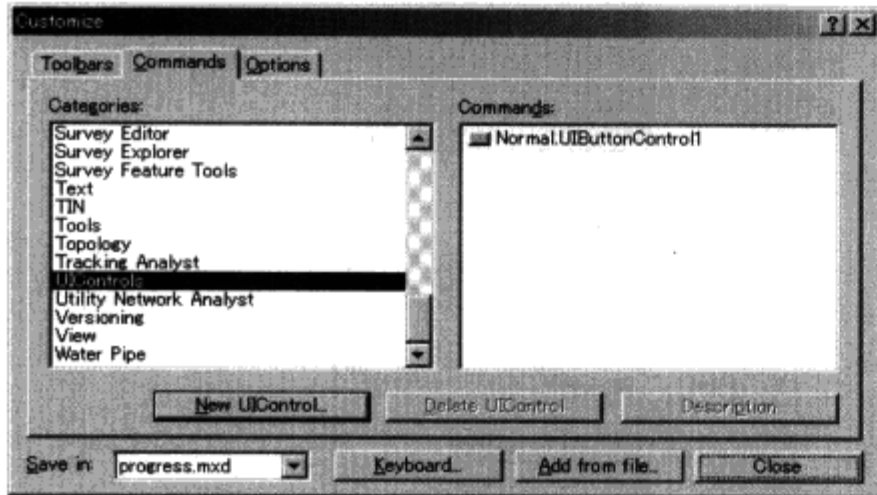 Customize
Toolbars
Commands
Options
Categories:
Survey Editor
Survey Explorer
Survey Feature Tools
Text
TIN
Tools
Topology
Tracking Analyst
UIControls
Utility Network Analyst
Versioning
View
Water Pipe
Commands:
Normal.UIButtonControl1
New UIControl...
Delete UIControl
Description
Save in:
progress.mxd
Keyboard...
Add from file...
Close